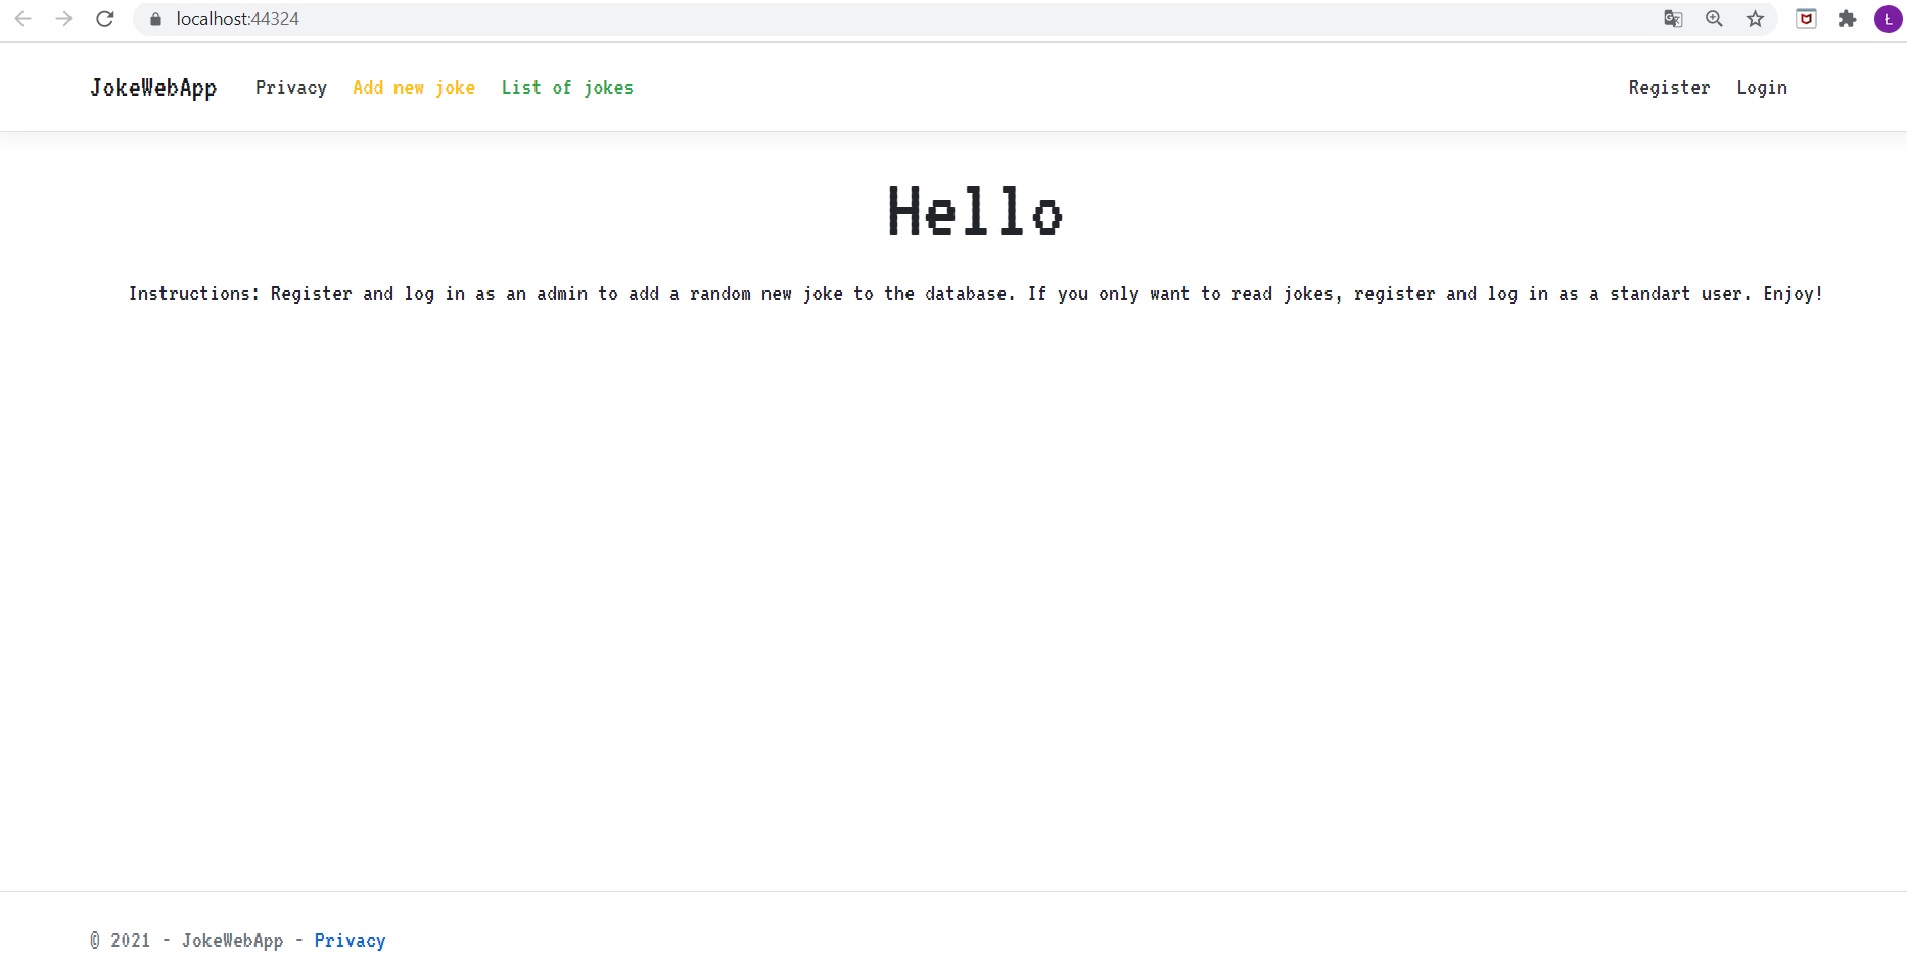 localhost:44324
Ł
JokeWebApp Privacy Add new joke List of jokes Register Login
Hello
Instructions: Register and log in as an admin to add a random new joke to the database. If you only want to read jokes, register and log in as a standart user. Enjoy!
© 2021 - JokeWebApp - Privacy